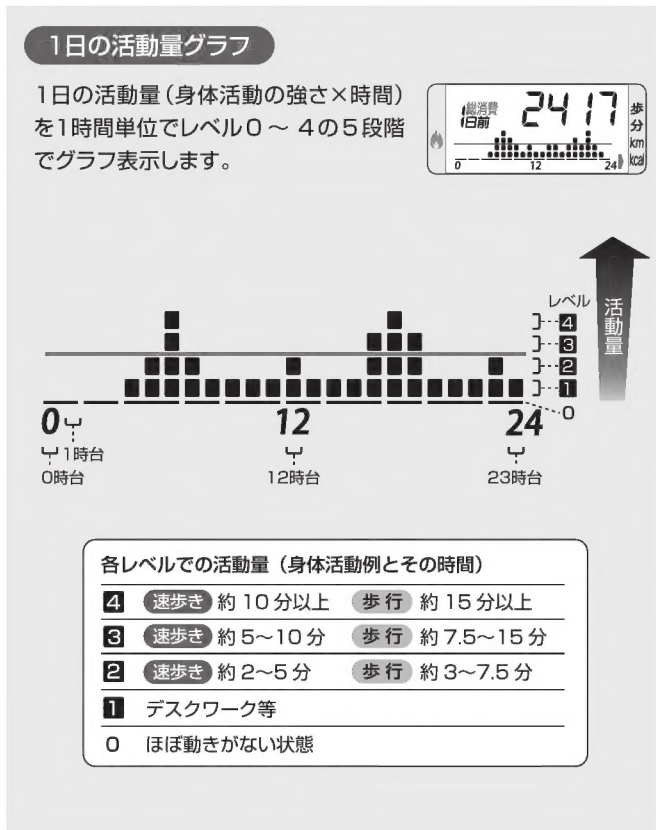 1日の活動量グラフ
1日の活動量(身体活動の強さ×時間)
を1時間単位でレベル0〜4の5段階
でグラフ表示します。
総消費
1日前
2417
歩
分
km
kcal
0 12 24
レベル
4
3
2
1
0
活動量
0 12 24
1時台
0時台 12時台 23時台
各レベルでの活動量(身体活動例とその時間)
4 速歩き 約10分以上 歩行 約15分以上
3 速歩き 約5〜10分 歩行 約7.5〜15分
2 速歩き 約2〜5分 歩行 約3〜7.5分
1 デスクワーク等
0 ほぼ動きがない状態